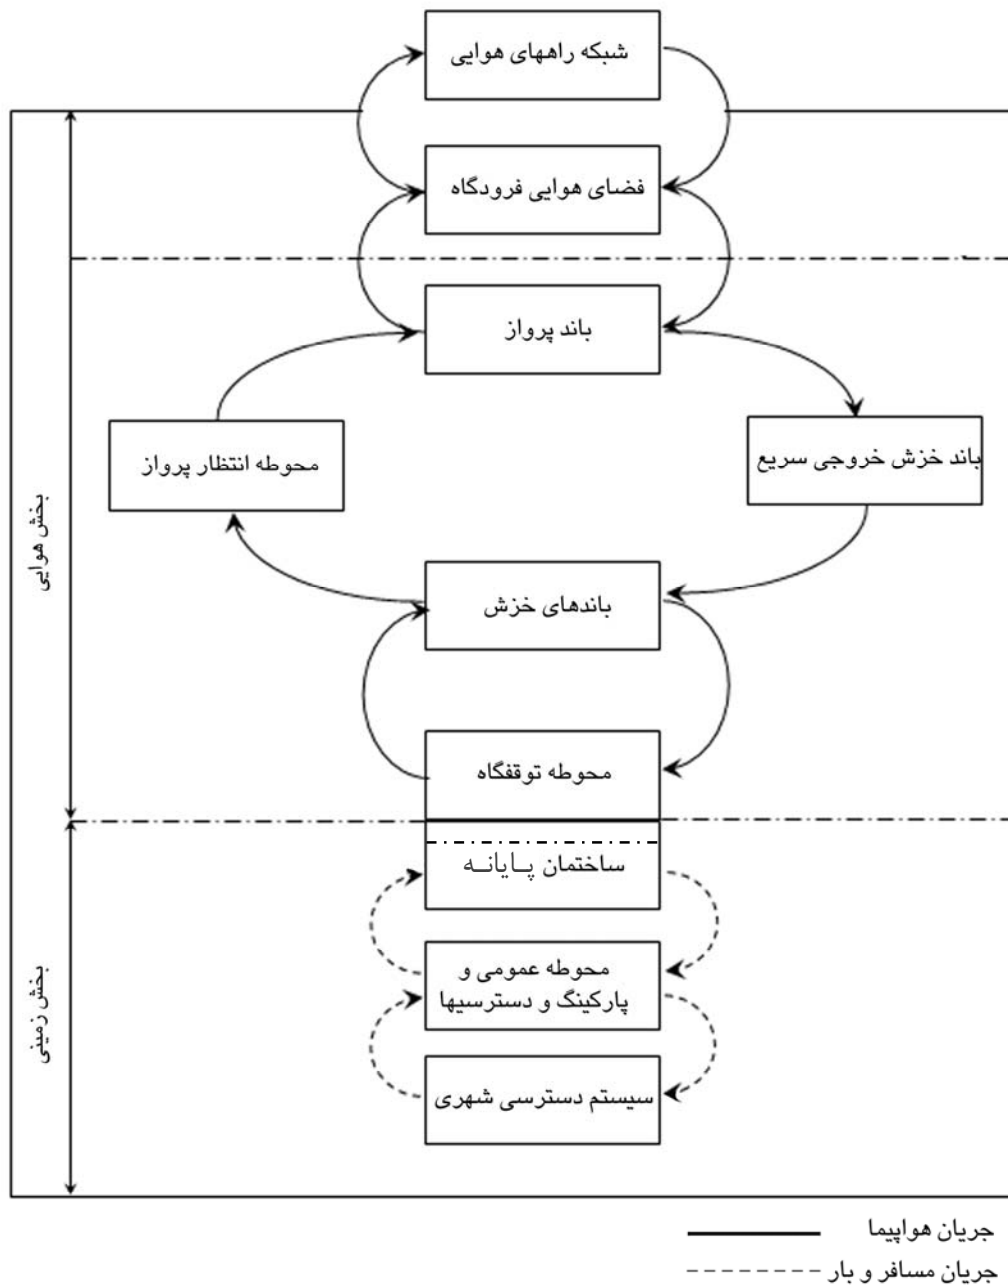 شبکه راههای هوایی
فضای هوایی فرودگاه
باند پرواز
باند خزش خروجی سریع
محوطه انتظار پرواز
باندهای خزش
محوطه توقفگاه
ساختمان پایانه
محوطه عمومی و
پارکینگ و دسترسیها
سیستم دسترسی شهری
بخش هوایی
بخش زمینی
جریان هواپیما
جریان مسافر و بار